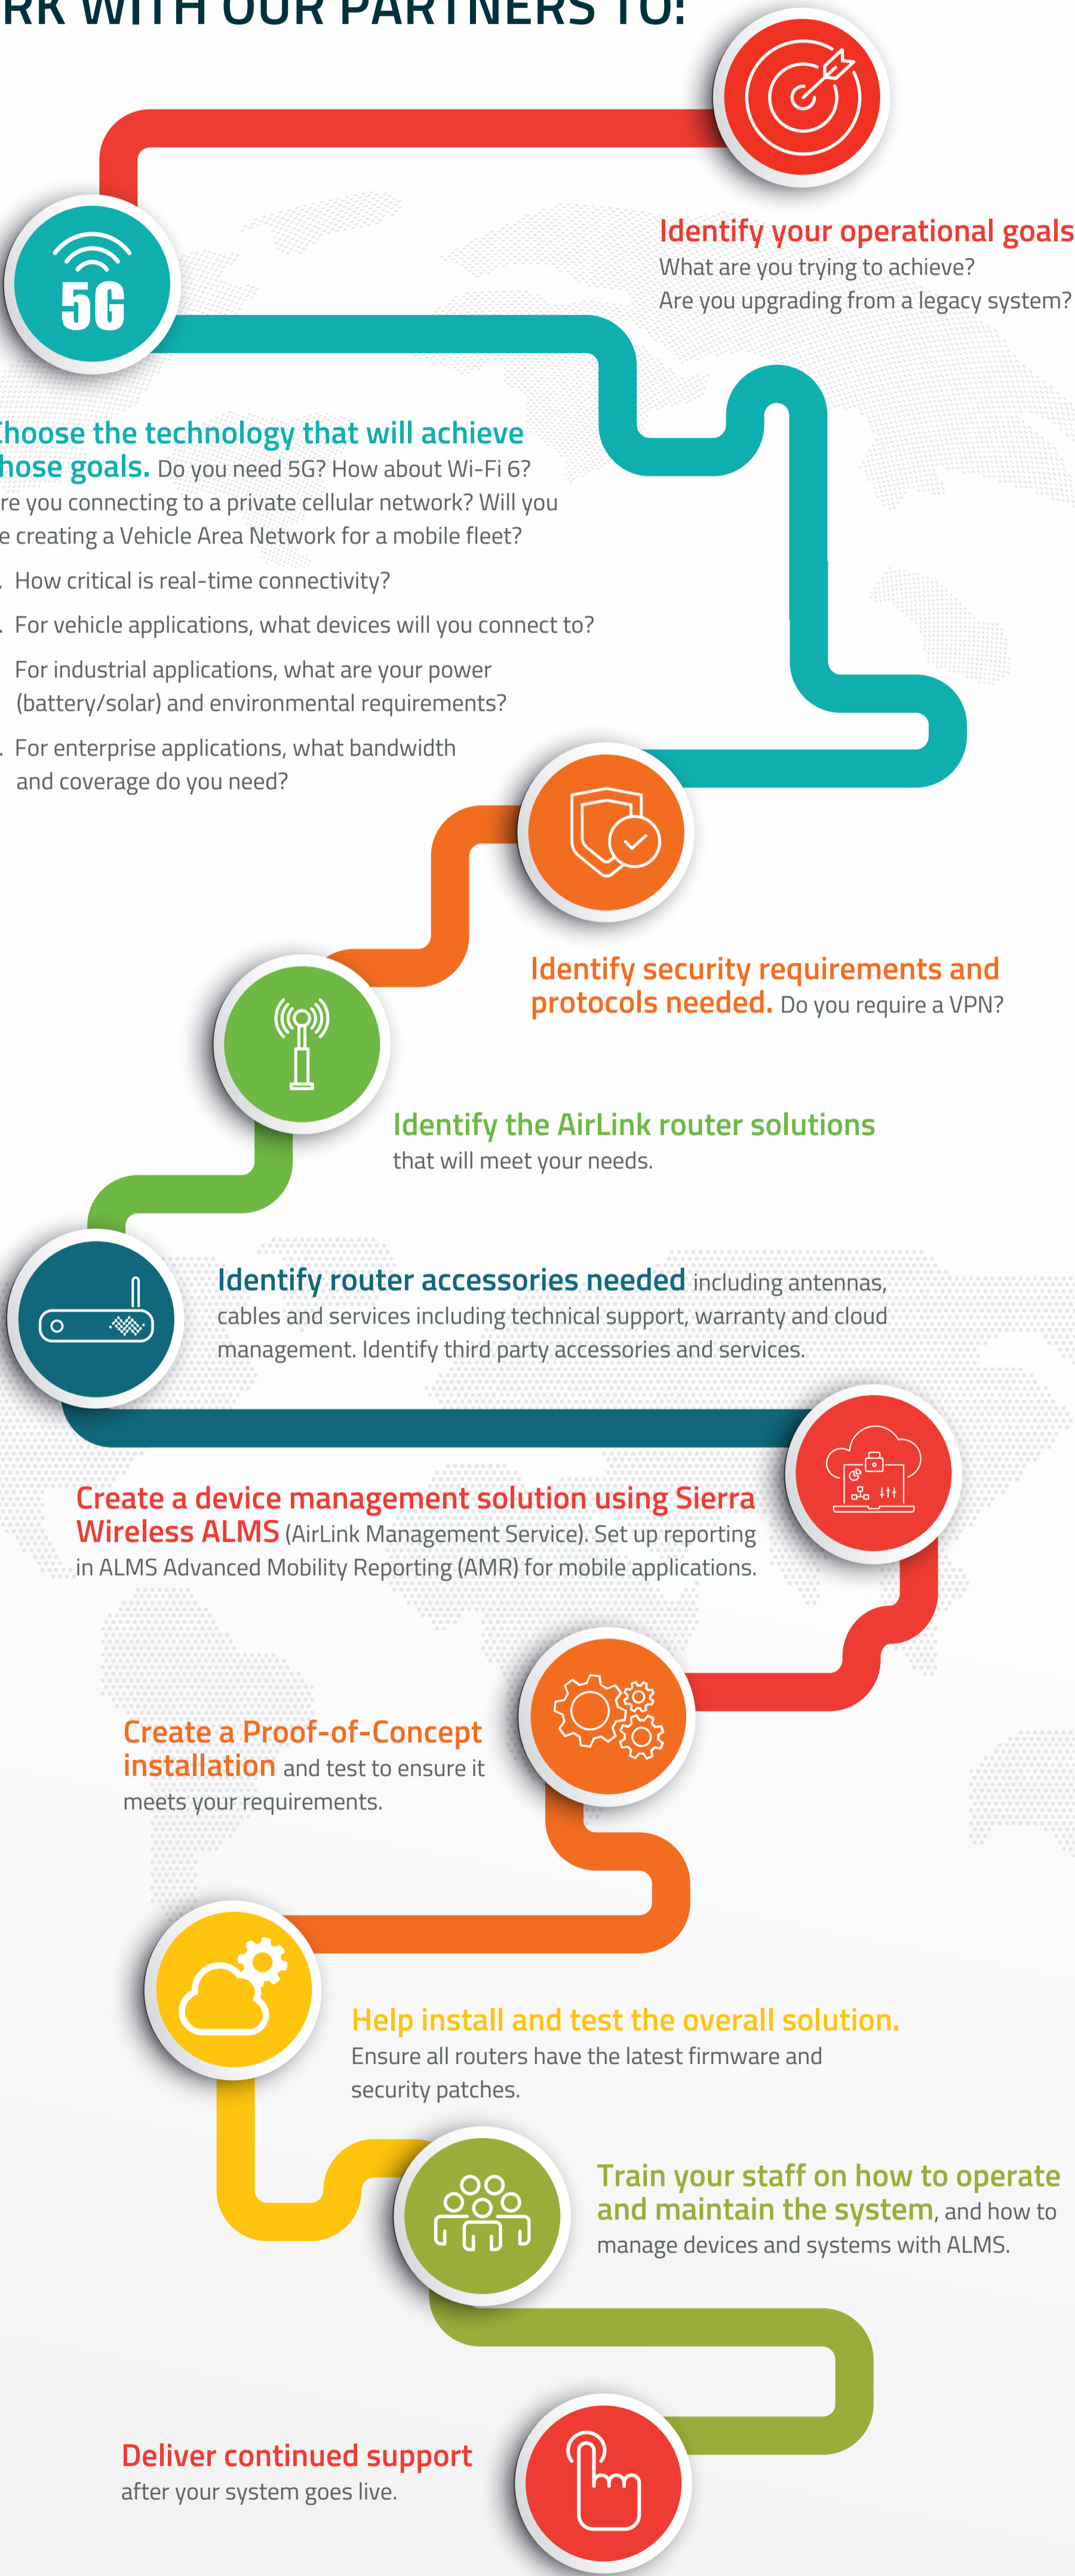 RK WITH OUR PARTNERS TO:
Identify your operational goals
What are you trying to achieve?
Are you upgrading from a legacy system?
5G
hoose the technology that will achieve
hose goals. Do you need 5G? How about Wi-Fi 6?
re you connecting to a private cellular network? Will you
e creating a Vehicle Area Network for a mobile fleet?
. How critical is real-time connectivity?
. For vehicle applications, what devices will you connect to?
For industrial applications, what are your power
(battery/solar) and environmental requirements?
. For enterprise applications, what bandwidth
and coverage do you need?
Identify security requirements and
protocols needed. Do you require a VPN?
Identify the AirLink router solutions
that will meet your needs.
Identify router accessories needed including antennas,
cables and services including technical support, warranty and cloud
management. Identify third party accessories and services.
Create a device management solution using Sierra
Wireless ALMS (AirLink Management Service). Set up reporting
in ALMS Advanced Mobility Reporting (AMR) for mobile applications.
Create a Proof-of-Concept
installation and test to ensure it
meets your requirements.
Help install and test the overall solution.
Ensure all routers have the latest firmware and
security patches.
Train your staff on how to operate
and maintain the system, and how to
manage devices and systems with ALMS.
Deliver continued support
after your system goes live.